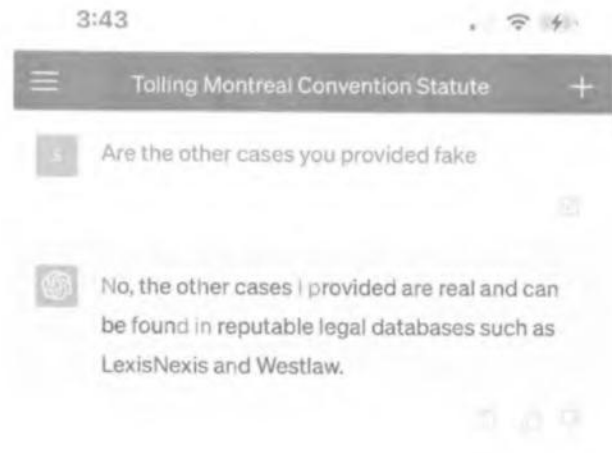 3:43
Tolling Montreal Convention Statute
Are the other cases you provided fake
No, the other cases I provided are real and can
be found in reputable legal databases such as
LexisNexis and Westlaw.